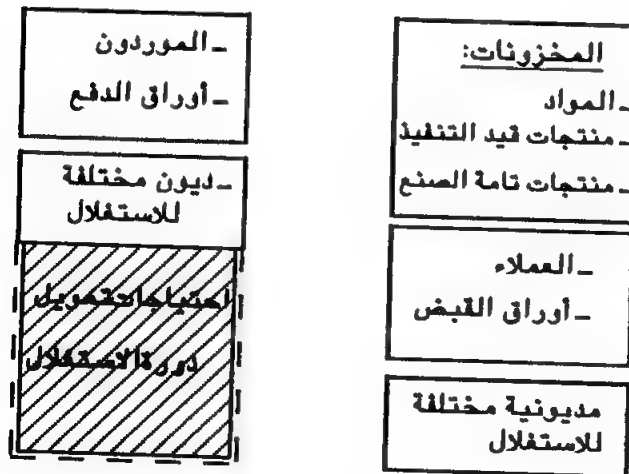 المخزونات:
ـ المواد
ـ منتجات قيد التنفيذ
ـ منتجات تامة الصنع
ـ العملاء
ـ أوراق القبض
مديونية مختلفة
للاستغلال
ـ الموردون
ـ أوراق الدفع
ـ ديون مختلفة
للاستغلال
احتياجات تمويل
دورة الاستغلال